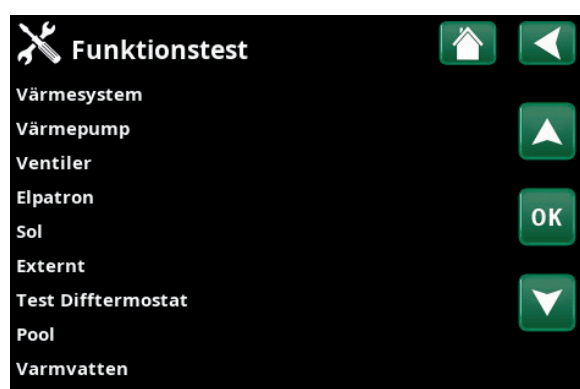 Funktionstest
Värmesystem
Värmepump
Ventiler
Elpatron
Sol
OK
Externt
Test Difftermostat
Pool
Varmvatten